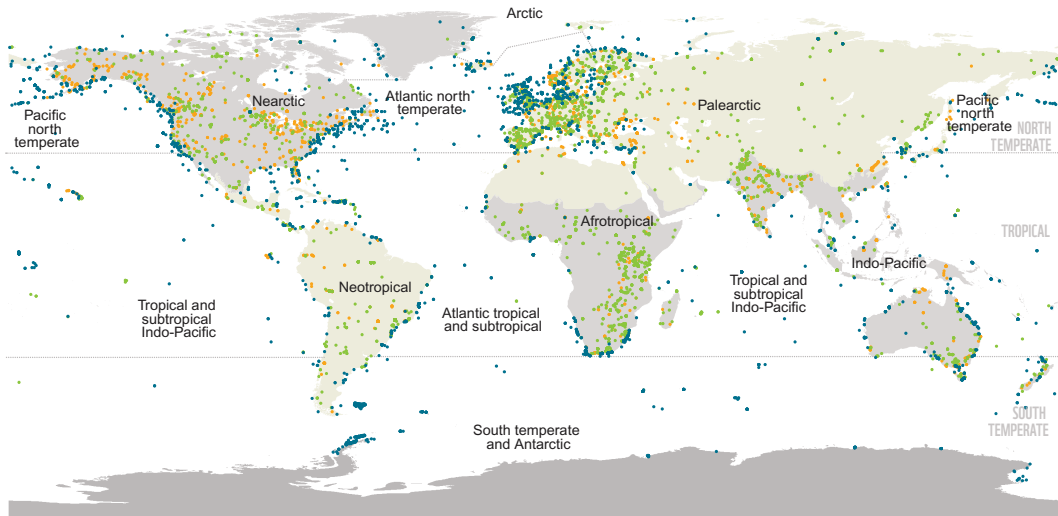 Arctic
Nearctic
Atlantic north
temperate
Palearctic
Pacific
north
temperate
Pacific
north
temperate
NORTH
TEMPERATE
Afrotropical
TROPICAL
Indo-Pacific
Neotropical
Tropical and
subtropical
Indo-Pacific
Tropical and
subtropical
Indo-Pacific
Atlantic tropical
and subtropical
SOUTH
TEMPERATE
South temperate
and Antarctic